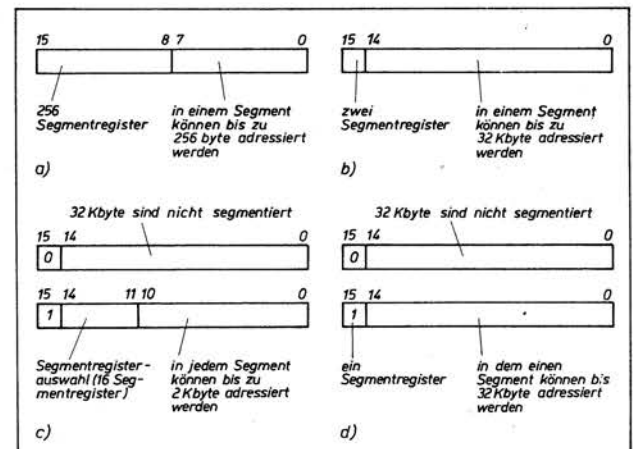 15 8 7 0
256
Segmentregister
in einem Segment
können bis zu
256 byte adressiert
werden
a)
15 14 0
zwei
Segmentregister
in einem Segment
können bis zu
32 Kbyte adressiert
werden
b)
32 Kbyte sind nicht segmentiert
15 14 0
0
15 14 11 10 0
1
Segmentregister-
auswahl (16 Seg-
mentregister)
in jedem Segment
können bis zu
2 Kbyte adressiert
werden
c)
32 Kbyte sind nicht segmentiert
15 14 0
0
15 14 0
1
ein
Segmentregister
in dem einen
Segment können bis
32 Kbyte adressiert
werden
d)